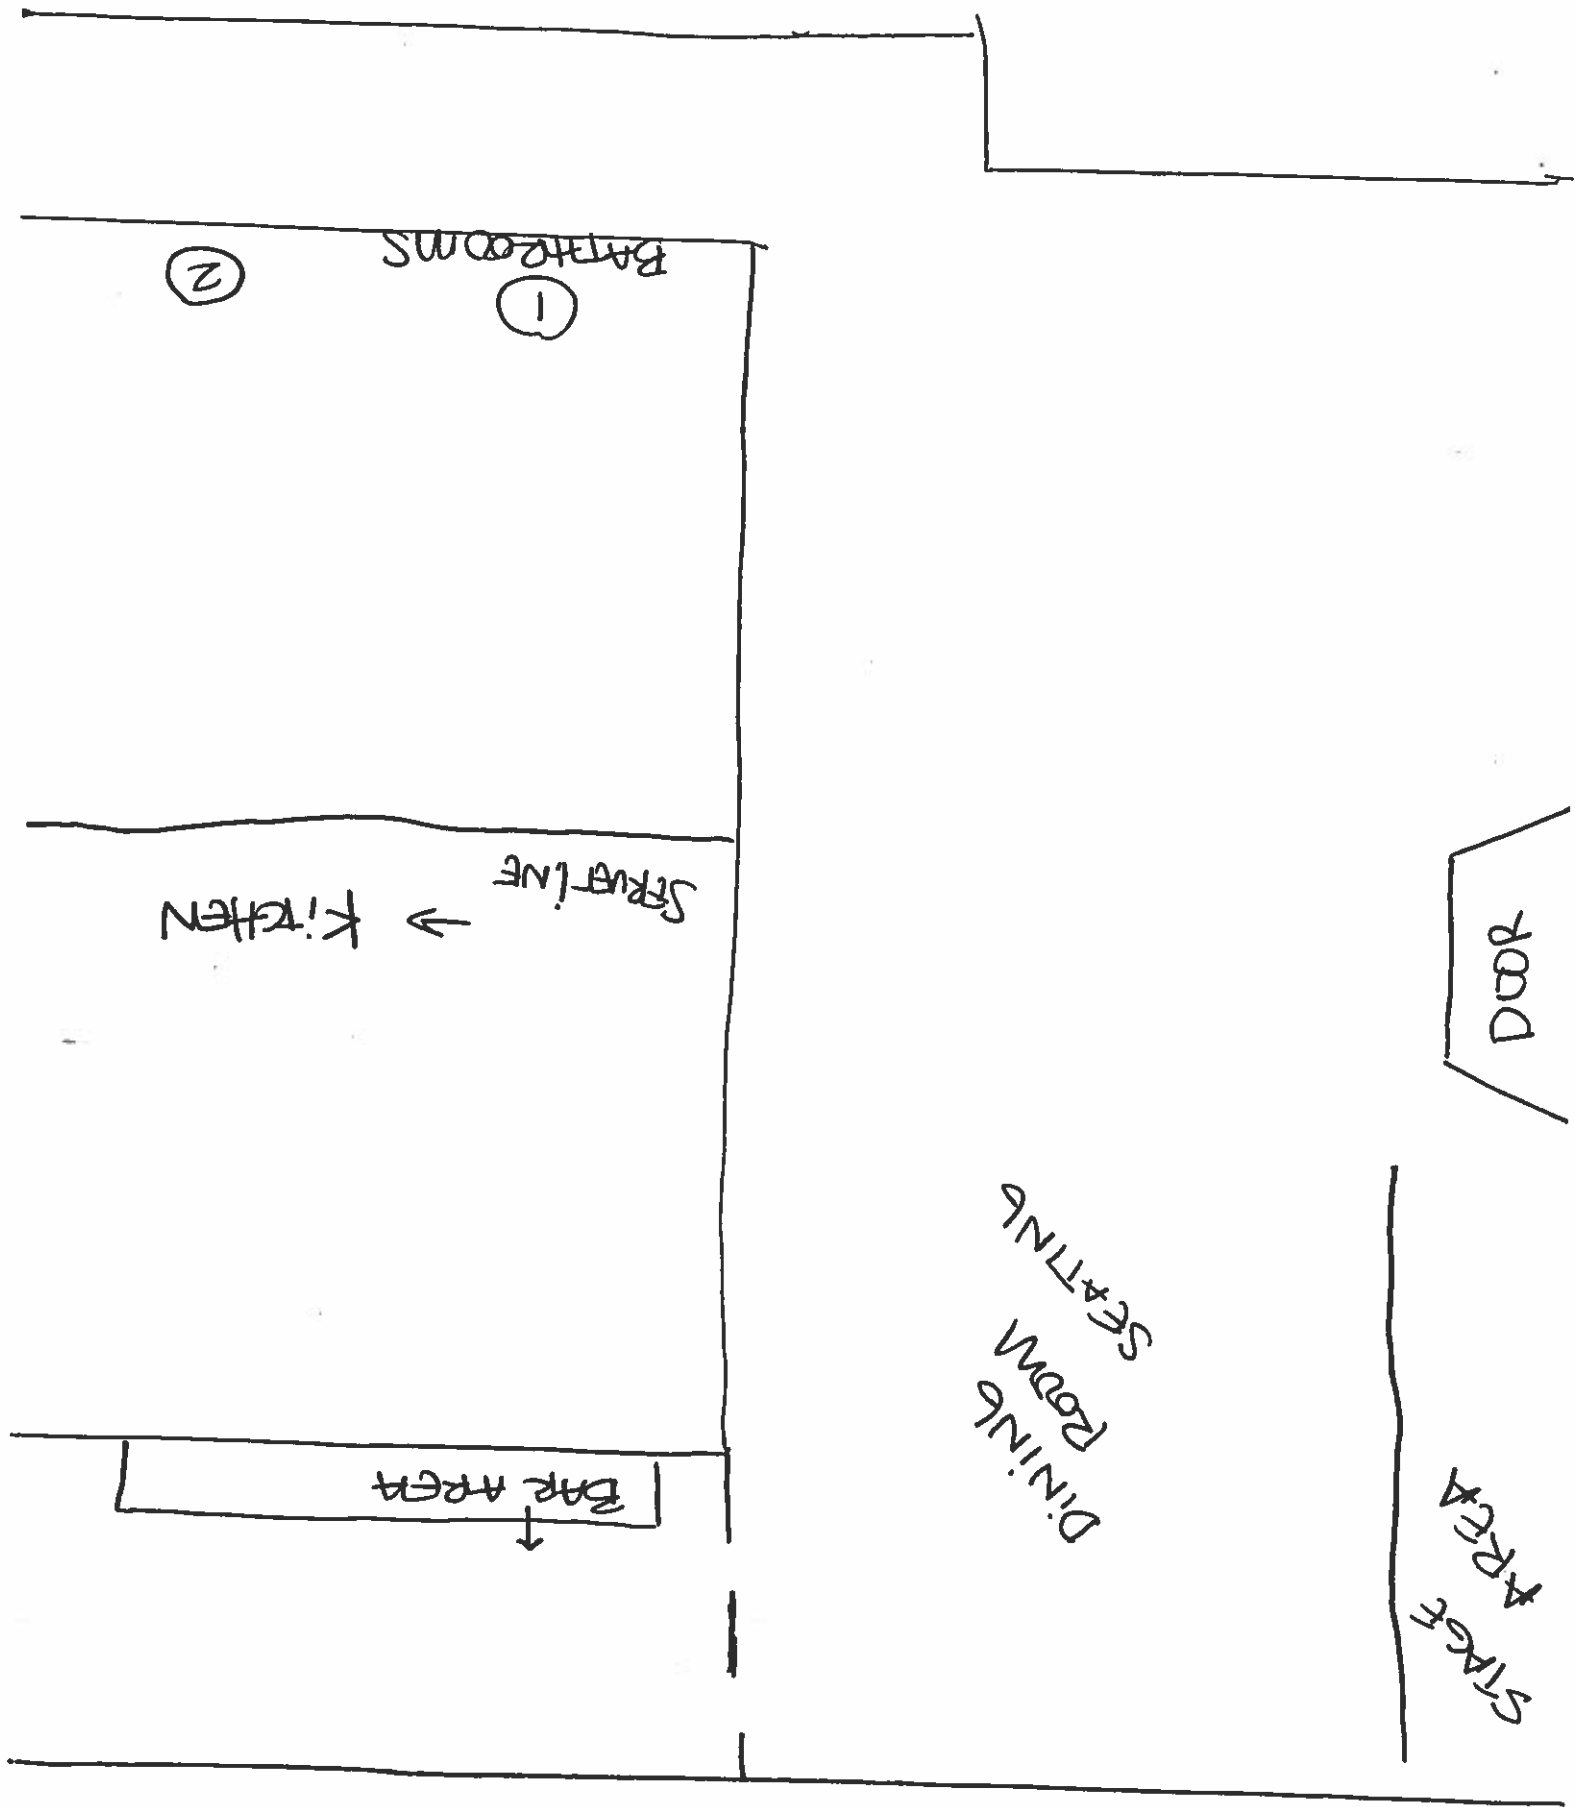 BATHROOMS
1
2
SERVE LINE
→ KITCHEN
BAR AREA
→
DOOR
SEATING
DINING
ROOM
STAGE
AREA